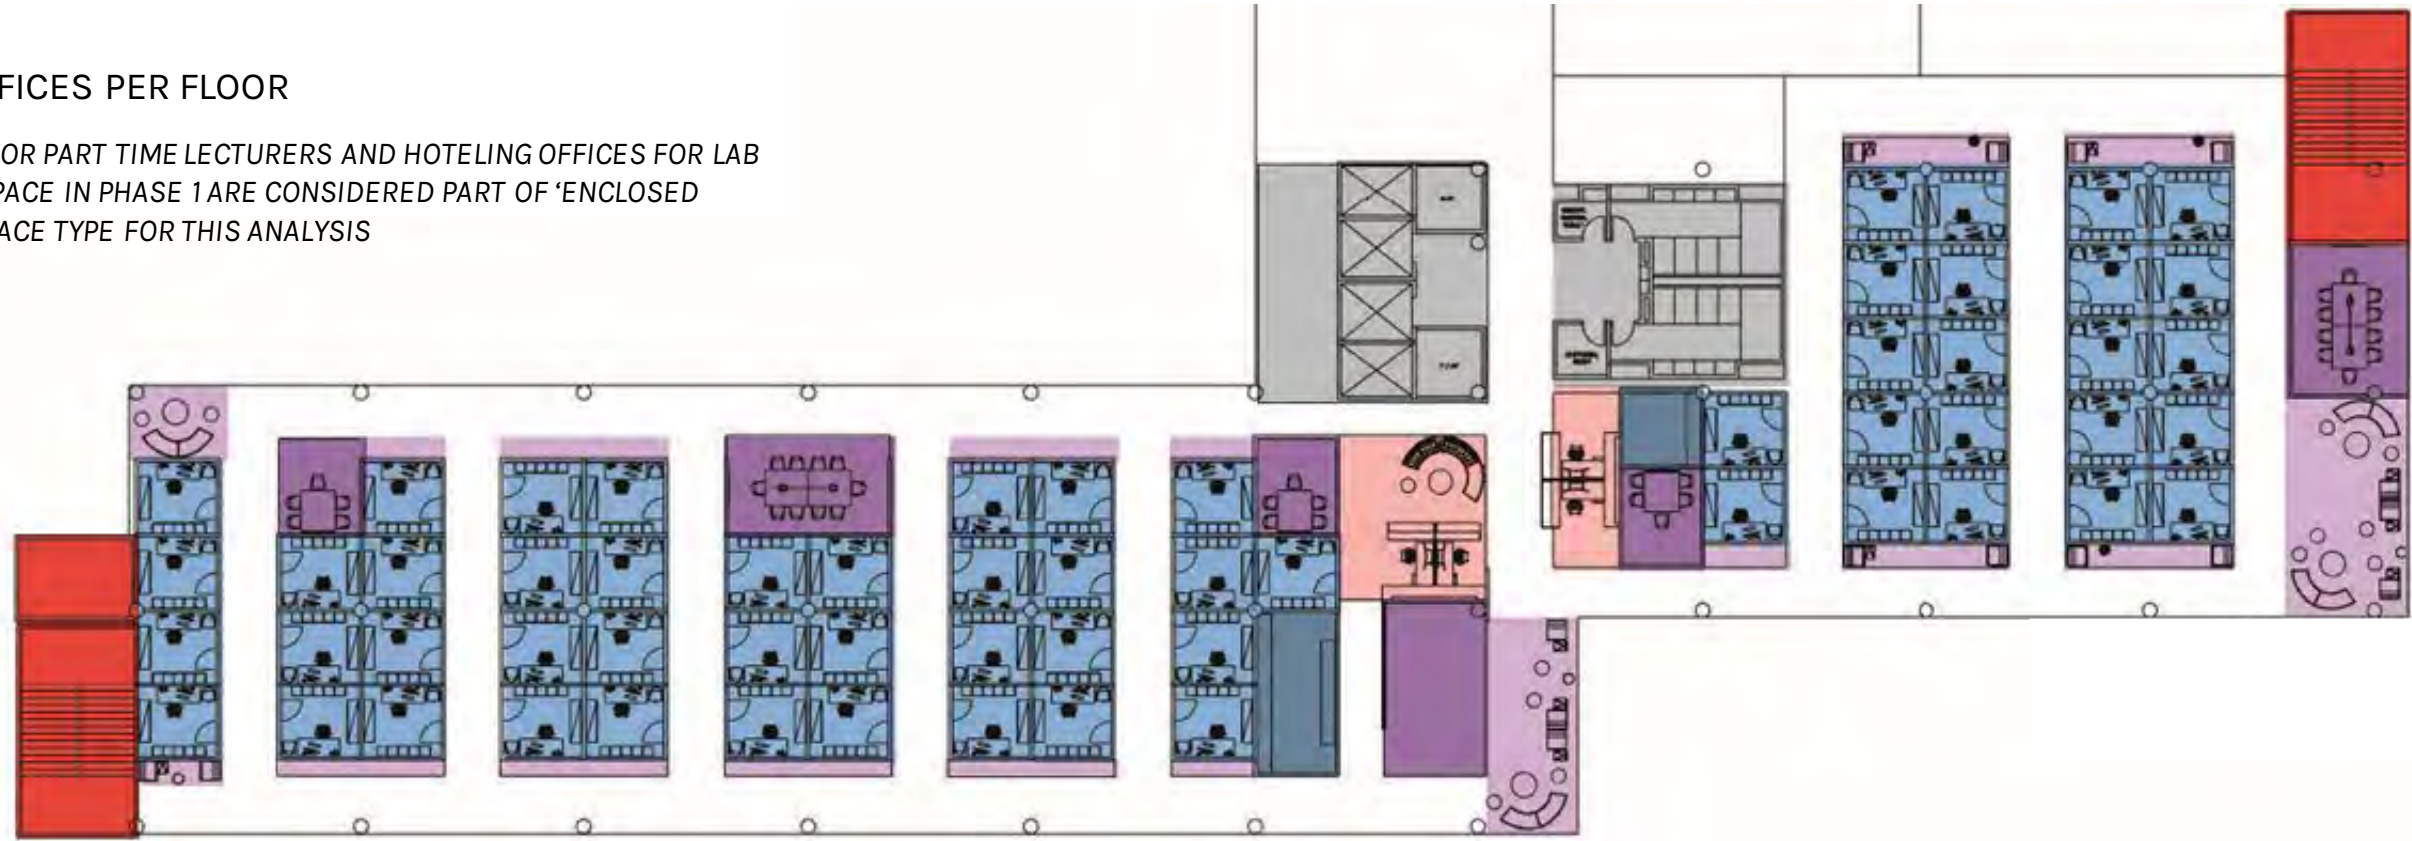 FICES PER FLOOR
OR PART TIME LECTURERS AND HOTELING OFFICES FOR LAB
PACE IN PHASE 1 ARE CONSIDERED PART OF ‘ENCLOSED
ACE TYPE FOR THIS ANALYSIS